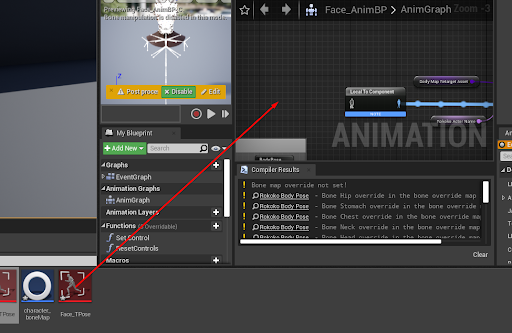 Previewing Face_AnimBP_C.
Bone manipulation is disabled in this mode.
Z
Post proce
Disable
Edit
Face_AnimBP
AnimGraph
Zoom -3
Local To Component
Body Map Retarget Asset
Rokoko Actor Name
ANIMATION
My Blueprint
Add New
Search
Graphs
EventGraph
Animation Graphs
AnimGraph
Animation Layers
Functions
Overridable)
Set Control
ResetControls
Macros
Compiler Results
Bone map override not set!
Rokoko Body Pose - Bone Hip override in the bone override map
Rokoko Body Pose - Bone Stomach override in the bone override
Rokoko Body Pose - Bone Chest override in the bone override ma
Rokoko Body Pose - Bone Neck override in the bone override map
Rokoko Body Pose - Bone Head override in the bone override map
Clear
Ani
TPose
character_
boneMap
Face_TPose